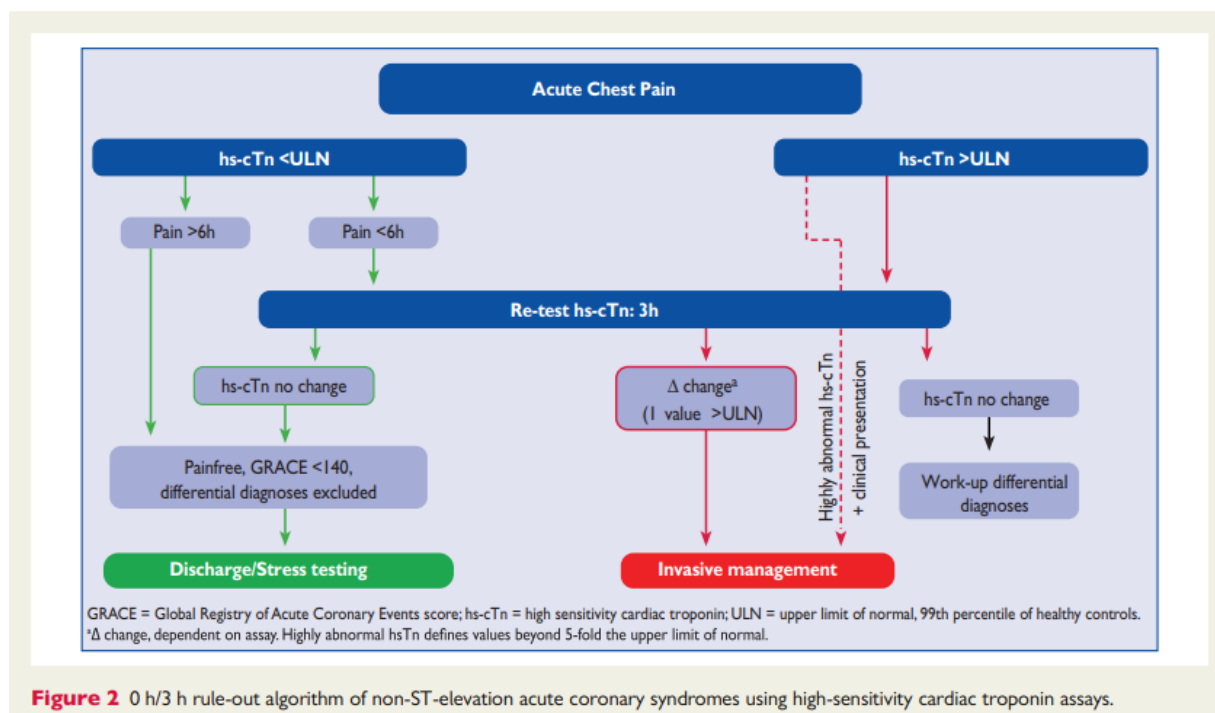 Acute Chest Pain
hs-cTn <ULN
hs-cTn >ULN
Pain >6h
Pain <6h
Re-test hs-cTn: 3h
hs-cTn no change
Δ changeᵃ
(1 value >ULN)
Highly abnormal hs-cTn
+ clinical presentation
hs-cTn no change
Painfree, GRACE <140,
differential diagnoses excluded
Work-up differential
diagnoses
Discharge/Stress testing
Invasive management
GRACE = Global Registry of Acute Coronary Events score; hs-cTn = high sensitivity cardiac troponin; ULN = upper limit of normal, 99th percentile of healthy controls.
ᵃΔ change, dependent on assay. Highly abnormal hsTn defines values beyond 5-fold the upper limit of normal.
Figure 2 0 h/3 h rule-out algorithm of non-ST-elevation acute coronary syndromes using high-sensitivity cardiac troponin assays.